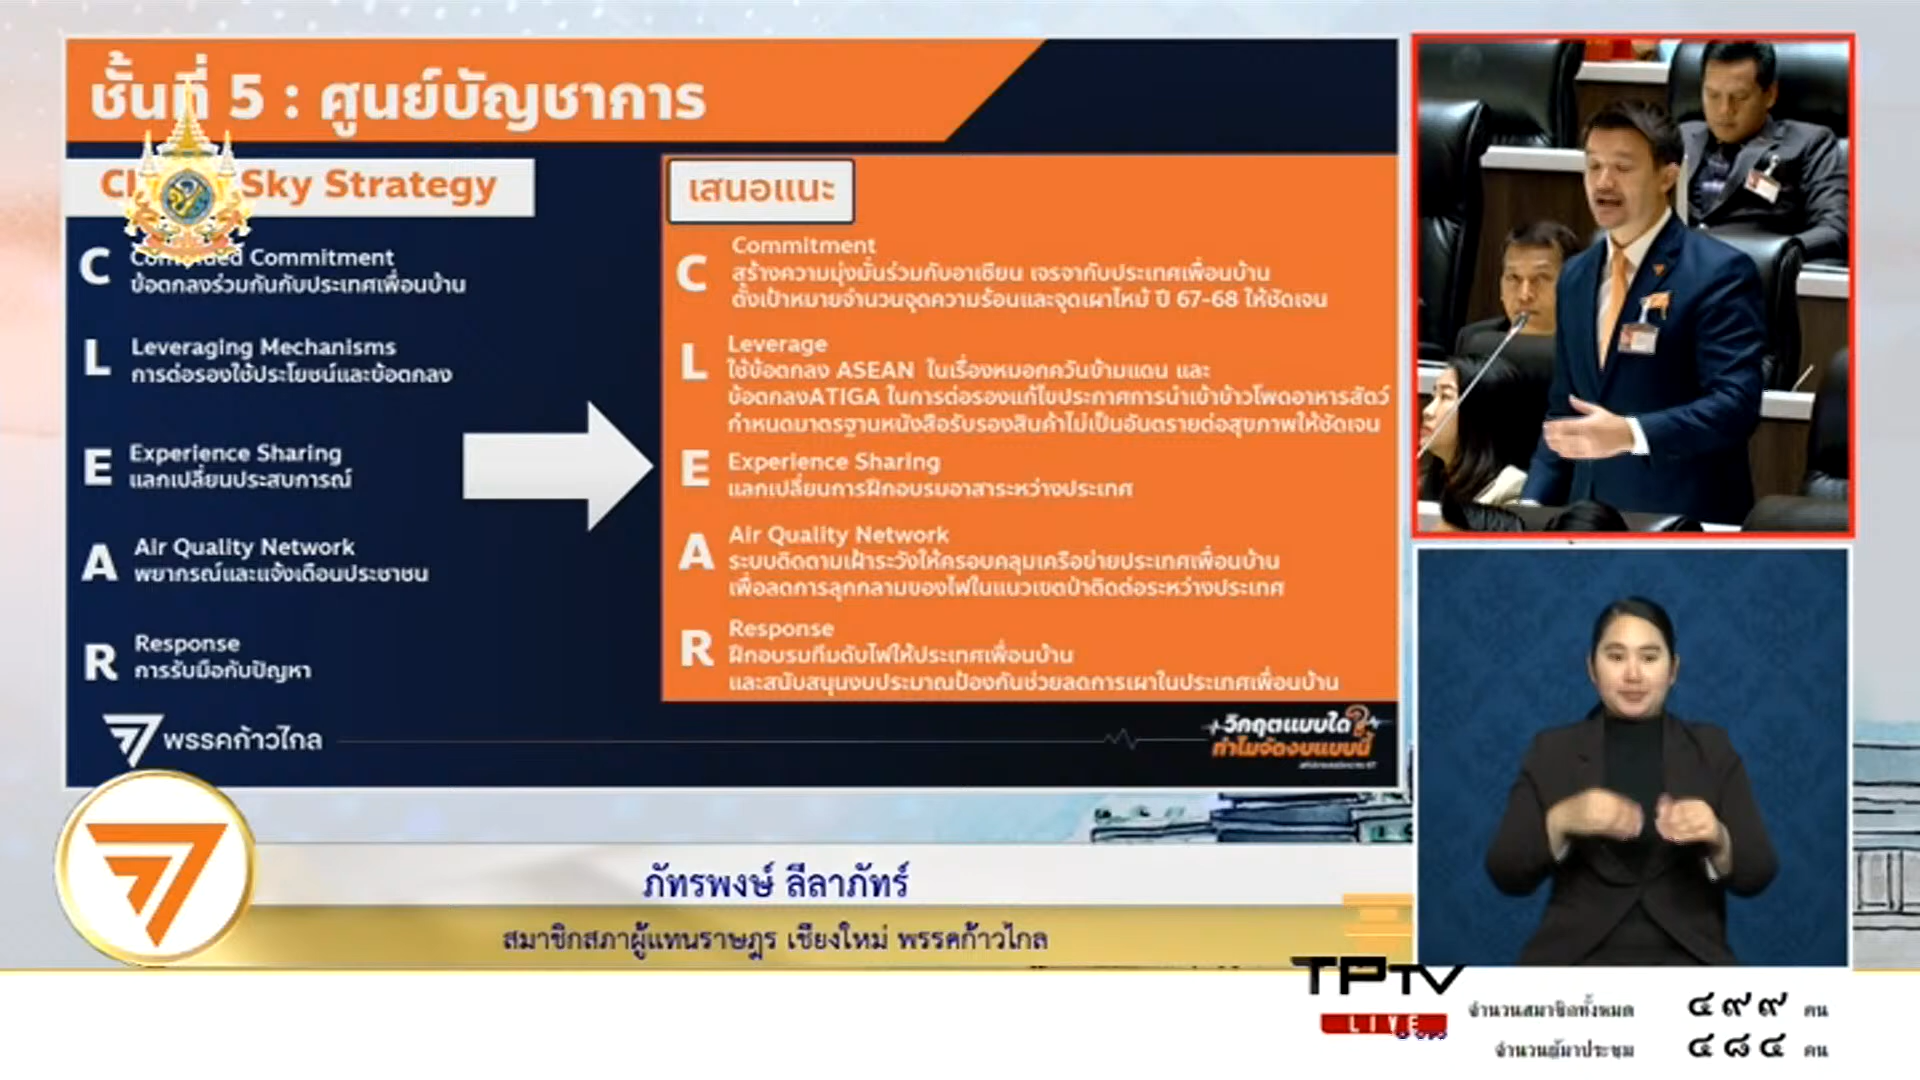 ชั้นที่ 5 : ศูนย์บัญชาการ
Sky Strategy
C
Commitment
ข้อตกลงร่วมกันกับประเทศเพื่อนบ้าน
L
Leveraging Mechanisms
การต่อรองใช้ประโยชน์และข้อตกลง
E
Experience Sharing
แลกเปลี่ยนประสบการณ์
A
Air Quality Network
พยากรณ์และแจ้งเตือนประชาชน
R
Response
การรับมือกับปัญหา
เสนอแนะ
C
Commitment
สร้างความมุ่งมั่นร่วมกับอาเซียน เจรจากับประเทศเพื่อนบ้าน
ตั้งเป้าหมายจำนวนจุดความร้อนและจุดเผาไหม้ ปี 67-68 ให้ชัดเจน
L
Leverage
ใช้ข้อตกลง ASEAN ในเรื่องหมอกควันข้ามแดน และ
ข้อตกลงATIGA ในการต่อรองแก้ไขประกาศการนำเข้าข้าวโพดอาหารสัตว์
กำหนดมาตรฐานหนังสือรับรองสินค้าไม่เป็นอันตรายต่อสุขภาพให้ชัดเจน
E
Experience Sharing
แลกเปลี่ยนการฝึกอบรมอาสาระหว่างประเทศ
A
Air Quality Network
ระบบติดตามเฝ้าระวังให้ครอบคลุมเครือข่ายประเทศเพื่อนบ้าน
เพื่อลดการลุกลามของไฟในแนวเขตป่าติดต่อระหว่างประเทศ
R
Response
ฝึกอบรมทีมดับไฟให้ประเทศเพื่อนบ้าน
และสนับสนุนงบประมาณป้องกันช่วยลดการเผาในประเทศเพื่อนบ้าน
พรรคก้าวไกล
วิกฤตแบบใด?
ทำไมจัดงบแบบนี้
ภัทรพงษ์ ลีลาภัทร์
สมาชิกสภาผู้แทนราษฎร เชียงใหม่ พรรคก้าวไกล
TPTV
LIVE
จำนวนสมาชิกทั้งหมด ๔๙๙ คน
จำนวนผู้มาประชุม ๔๘๔ คน